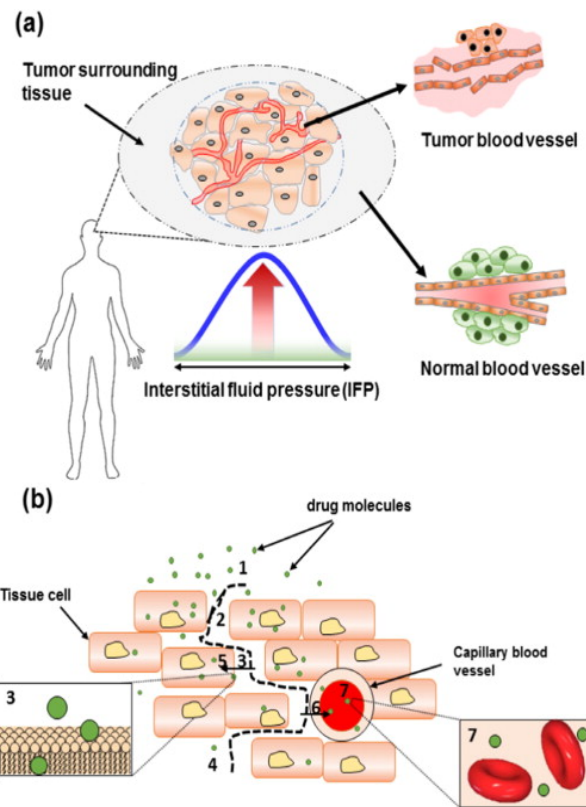 (a)
Tumor surrounding
tissue
Tumor blood vessel
Interstitial fluid pressure (IFP)
Normal blood vessel
(b)
drug molecules
1
Tissue cell
2
5
3
Capillary blood
vessel
3
7
6
7
4